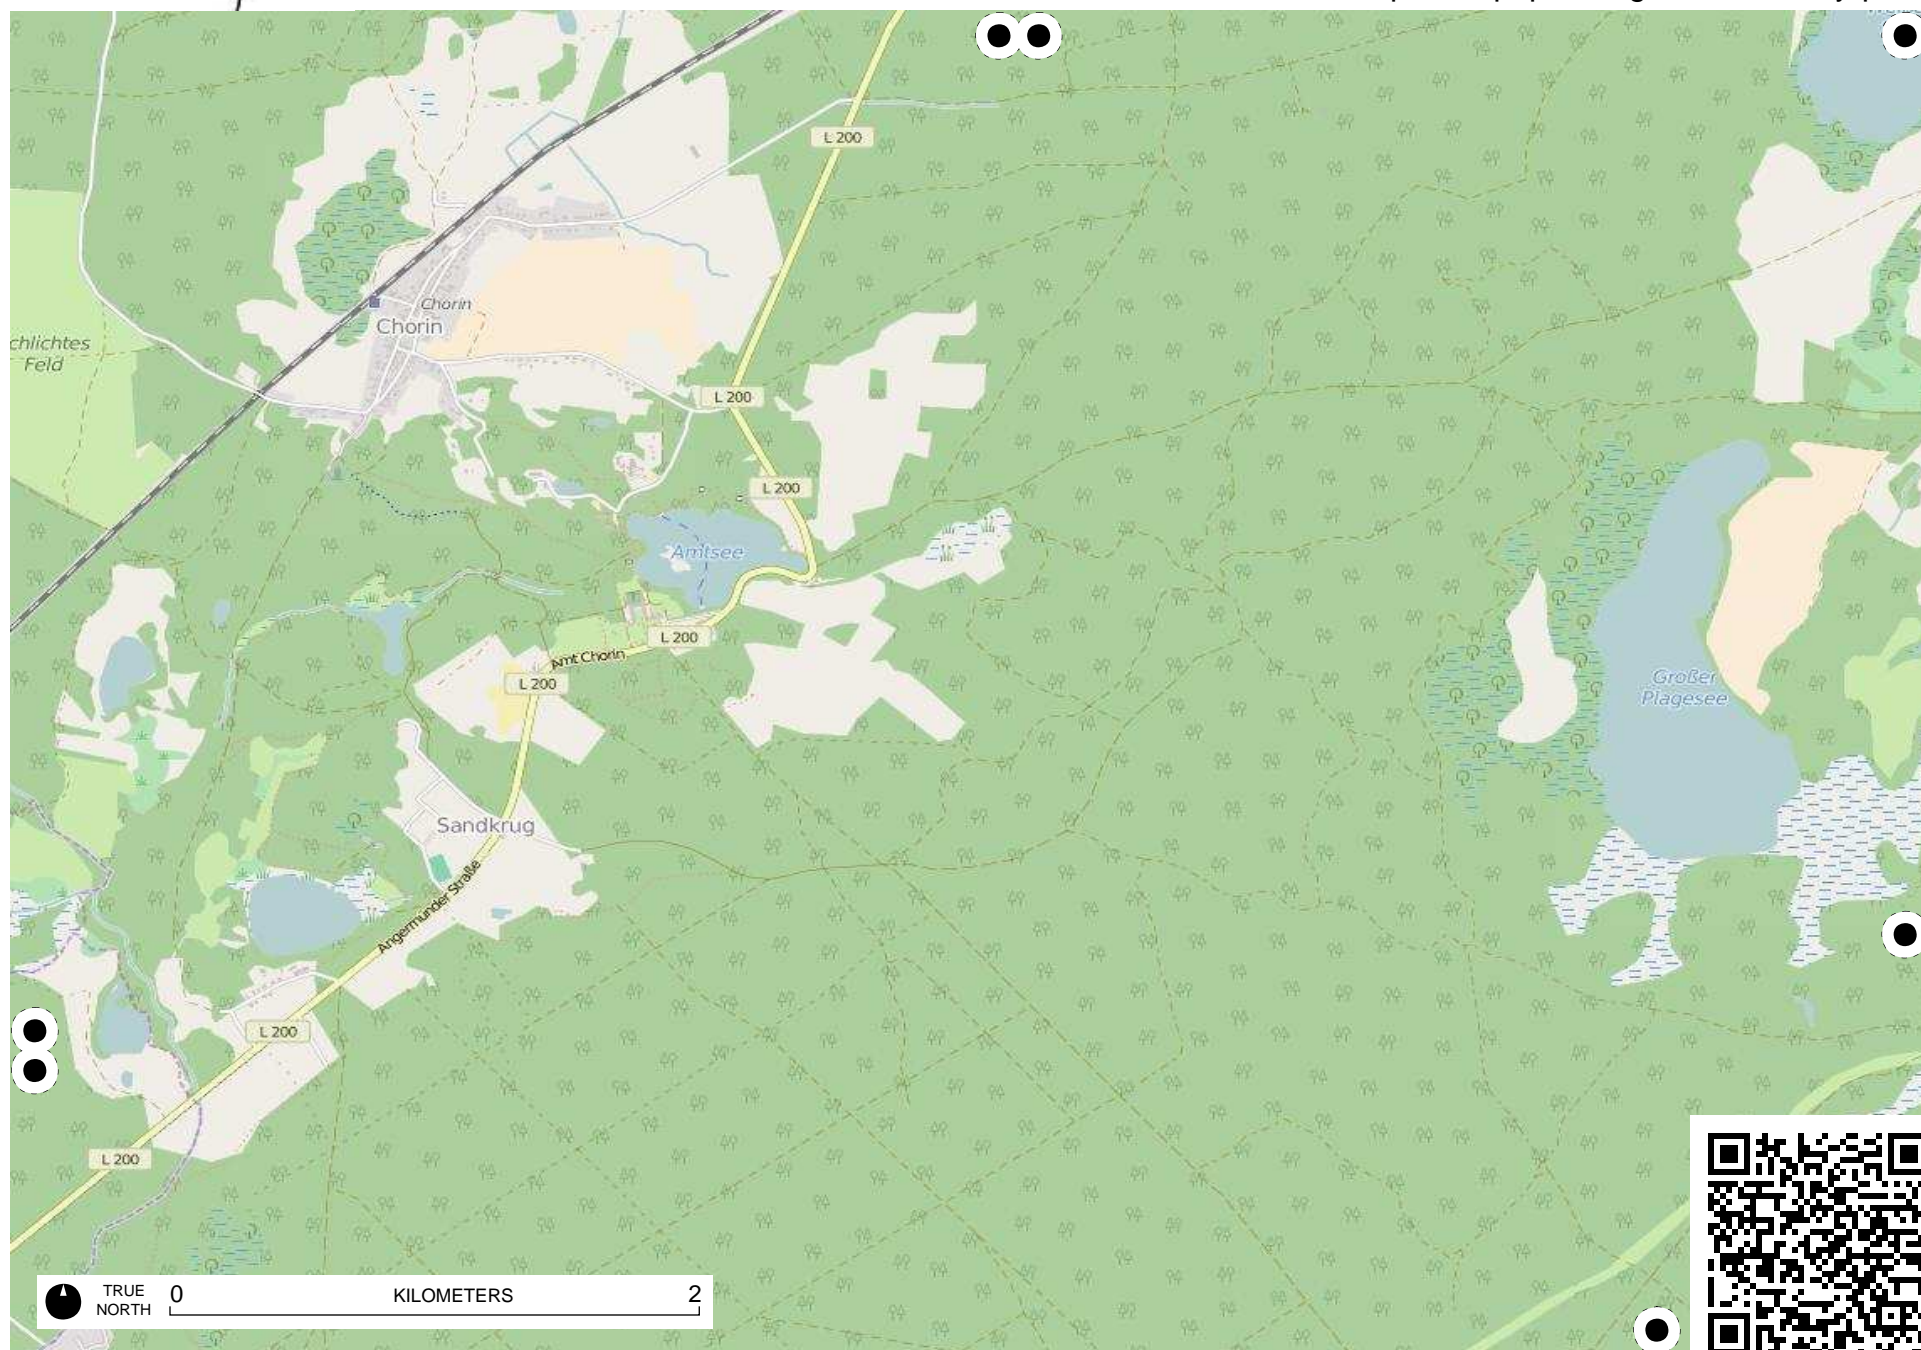 L 200
Chorin
Chorin
chlichtes
Feld
L 200
L 200
Amtsee
L 200
Amt Chorin
L 200
Großer
Plagesee
Sandkrug
Angermünder Straße
L 200
L 200
TRUE
NORTH
0 KILOMETERS 2